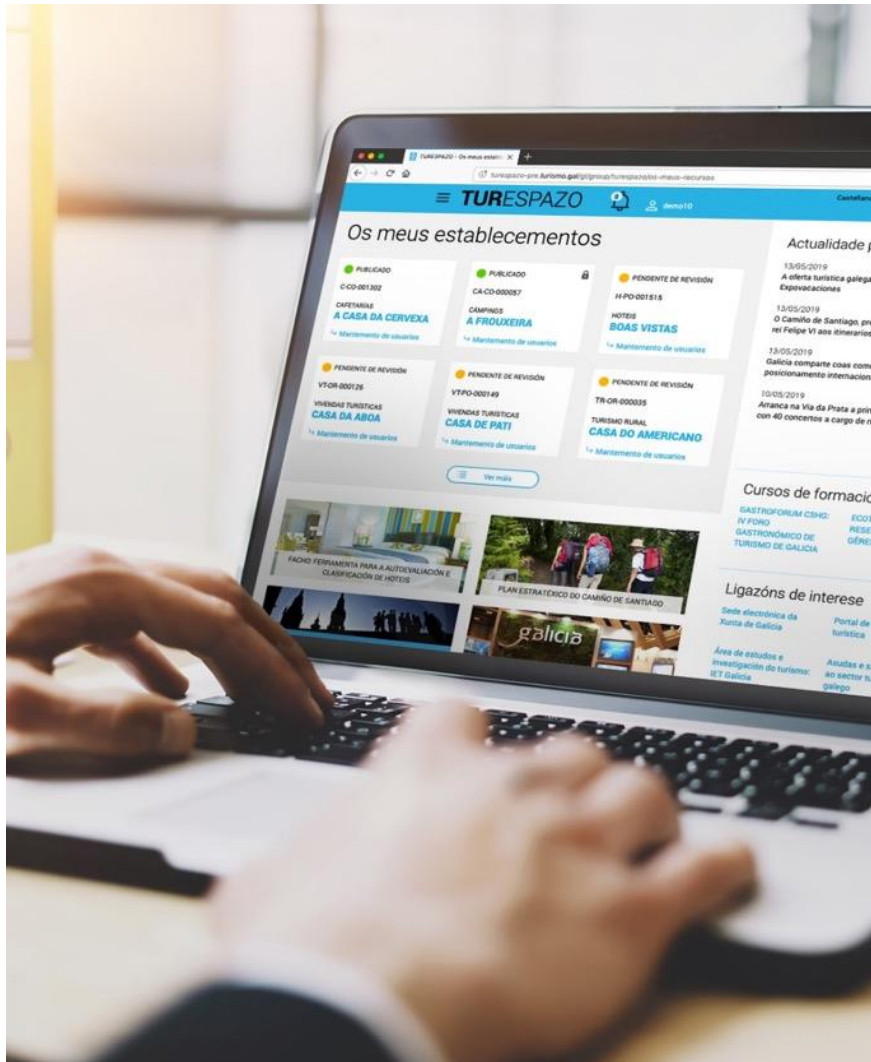 TURESPAZO - Os meus estable
turespazo-pre.turismo.gal/gl/group/turespazo/os-meus-recursos
TURESPAZO
demo10
Castellano
Os meus establecementos
PUBLICADO
C-CO-001302
CAFETARÍAS
A CASA DA CERVEXA
Mantemento de usuarios
PUBLICADO
CA-CO-000057
CÁMPINGS
A FROUXEIRA
Mantemento de usuarios
PENDENTE DE REVISIÓN
H-PO-001515
HOTEIS
BOAS VISTAS
Mantemento de usuarios
PENDENTE DE REVISIÓN
VT-OR-000126
VIVENDAS TURÍSTICAS
CASA DA ABOA
Mantemento de usuarios
PENDENTE DE REVISIÓN
VT-PO-000149
VIVENDAS TURÍSTICAS
CASA DE PATI
Mantemento de usuarios
PENDENTE DE REVISIÓN
TR-OR-000035
TURISMO RURAL
CASA DO AMERICANO
Mantemento de usuarios
Ver máis
FACHO: FERRAMENTA PARA A AUTOEVALIACIÓN E
CLASIFICACIÓN DE HOTEIS
PLAN ESTRATÉXICO DO CAMIÑO DE SANTIAGO
galicia
Actualidade p
13/05/2019
A oferta turística galega
Expovacaciones
13/05/2019
O Camiño de Santiago, pre
rei Felipe VI aos itinerarios
13/05/2019
Galicia comparte coas com
posicionamento internacion
10/05/2019
Arranca na Vía da Prata a prim
con 40 concertos a cargo de n
Cursos de formació
GASTROFORUM CSHG:
IV FORO
GASTRONÓMICO DE
TURISMO DE GALICIA
ECOT
RESE
GÉRE
Ligazóns de interese
Sede electrónica da
Xunta de Galicia
Portal de
turística
Área de estudos e
investigación do turismo:
IET Galicia
Axudas e s
ao sector tu
galego